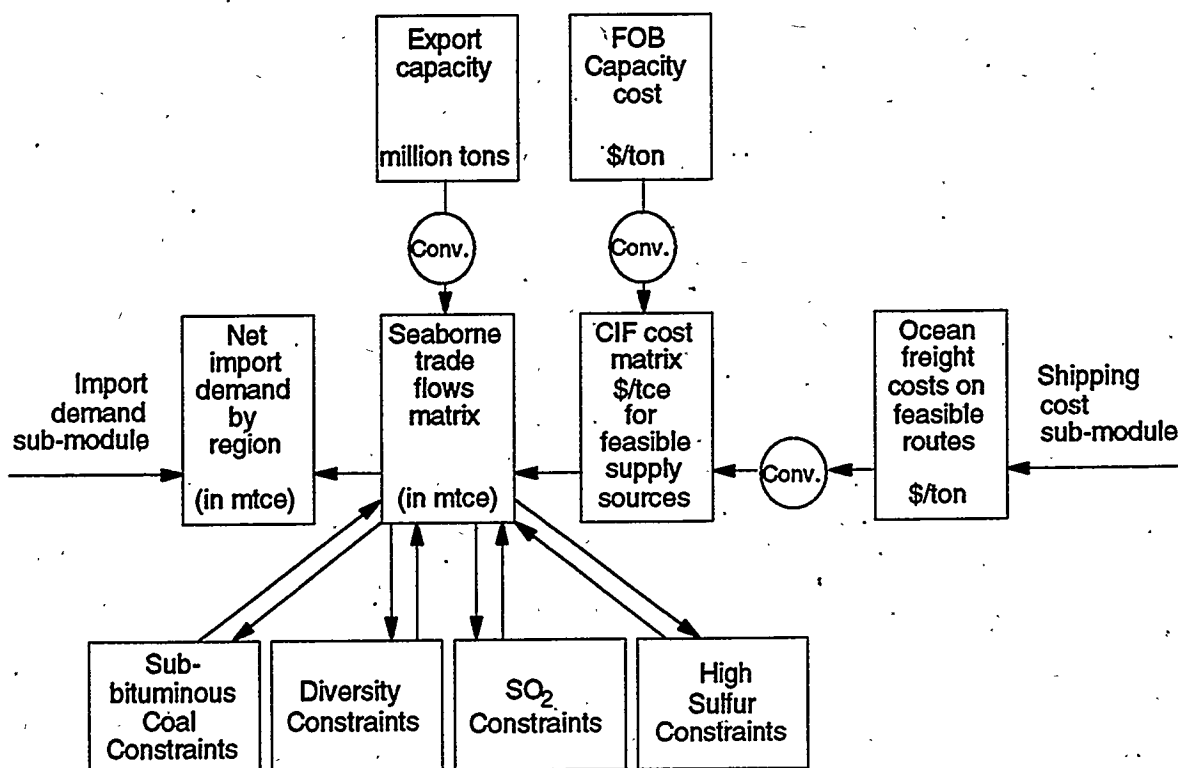 Export
capacity
million tons
FOB
Capacity
cost
$/ton
Conv.
Conv.
Import
demand
sub-module
Net
import
demand
by
region
(in mtce)
Seaborne
trade
flows
matrix
(in mtce)
CIF cost
matrix
$/tce
for
feasible
supply
sources
Conv.
Ocean
freight
costs on
feasible
routes
$/ton
Shipping
cost
sub-module
Sub-
bituminous
Coal
Constraints
Diversity
Constraints
SO2
Constraints
High
Sulfur
Constraints